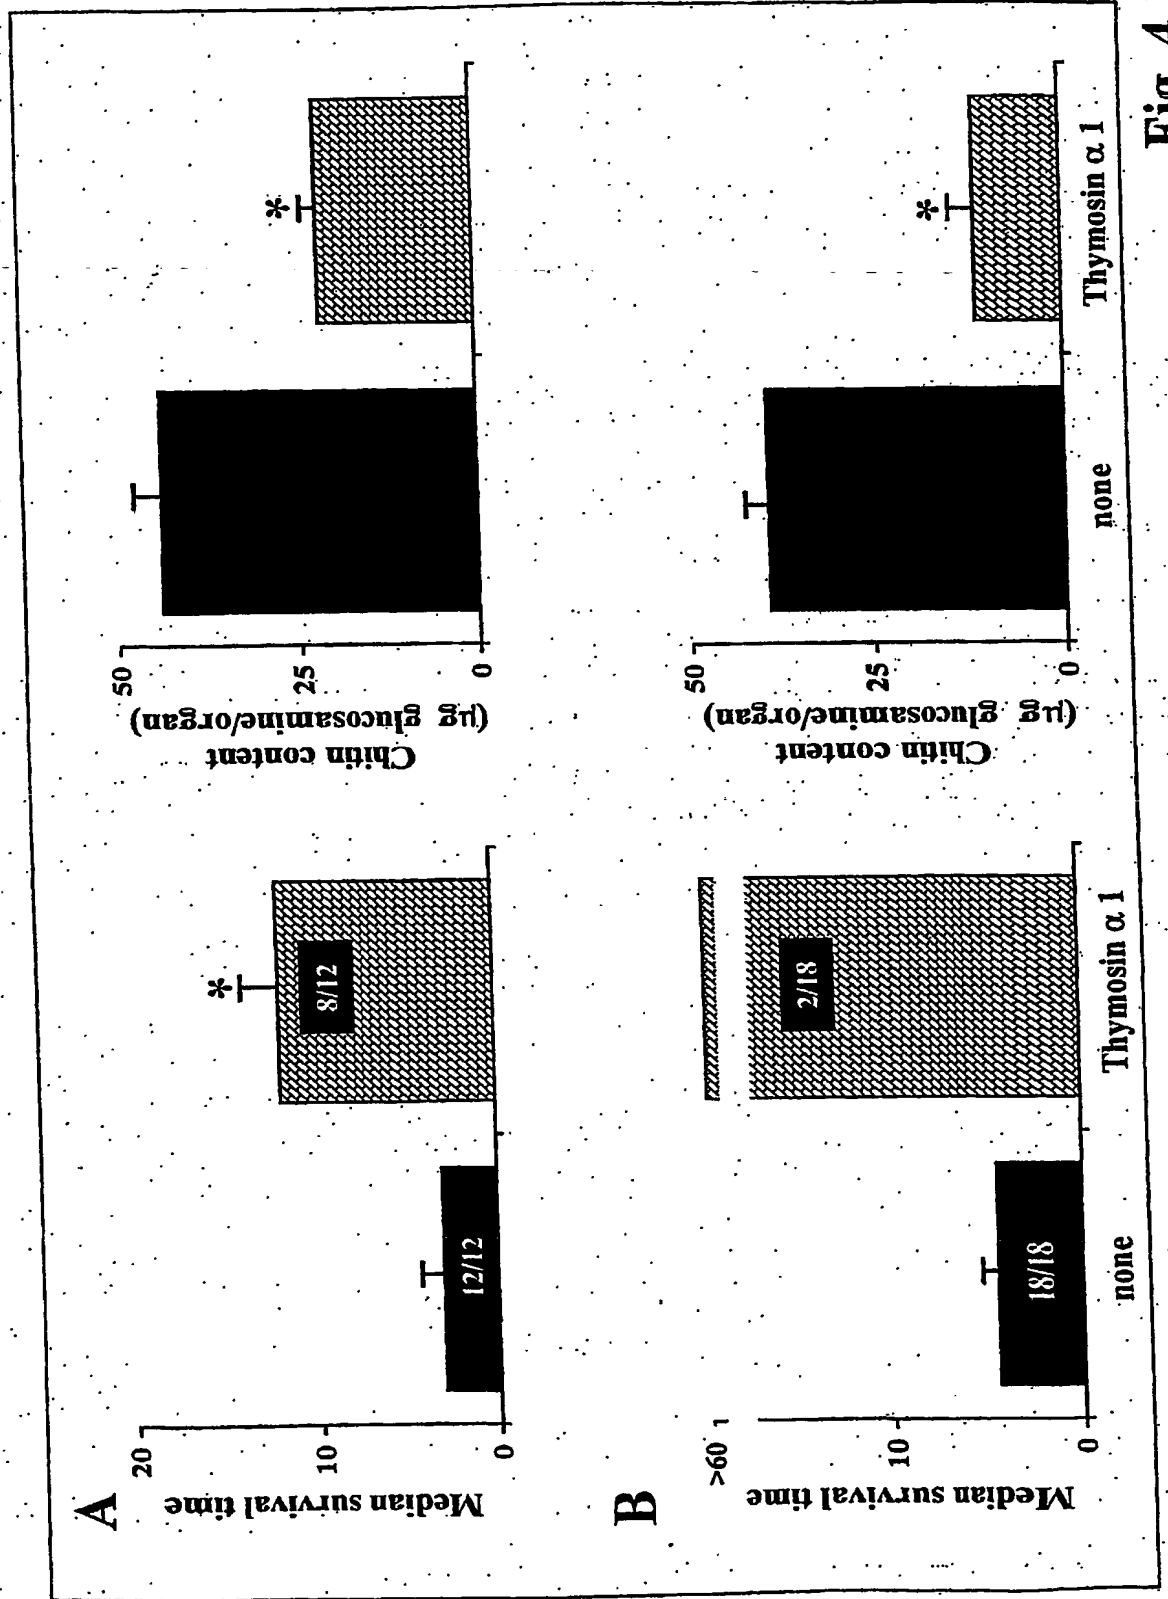 A
Median survival time
20
10
0
12/12
8/12
*
Chitin content
(µg glucosamine/organ)
50
25
0
*
B
Median survival time
>60
10
0
18/18
2/18
none
Thymosin α 1
Chitin content
(µg glucosamine/organ)
50
25
0
*
none
Thymosin α 1
Fig. 4